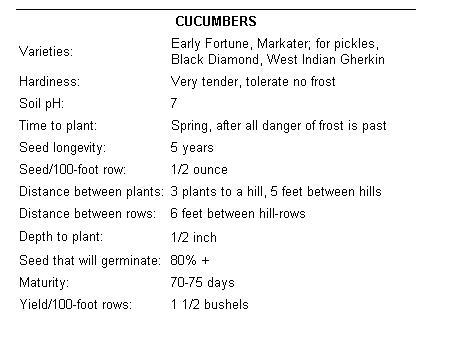 CUCUMBERS
Varieties: Early Fortune, Markater; for pickles,
Black Diamond, West Indian Gherkin
Hardiness: Very tender, tolerate no frost
Soil pH: 7
Time to plant: Spring, after all danger of frost is past
Seed longevity: 5 years
Seed/100-foot row: 1/2 ounce
Distance between plants: 3 plants to a hill, 5 feet between hills
Distance between rows: 6 feet between hill-rows
Depth to plant: 1/2 inch
Seed that will germinate: 80% +
Maturity: 70-75 days
Yield/100-foot rows: 1 1/2 bushels